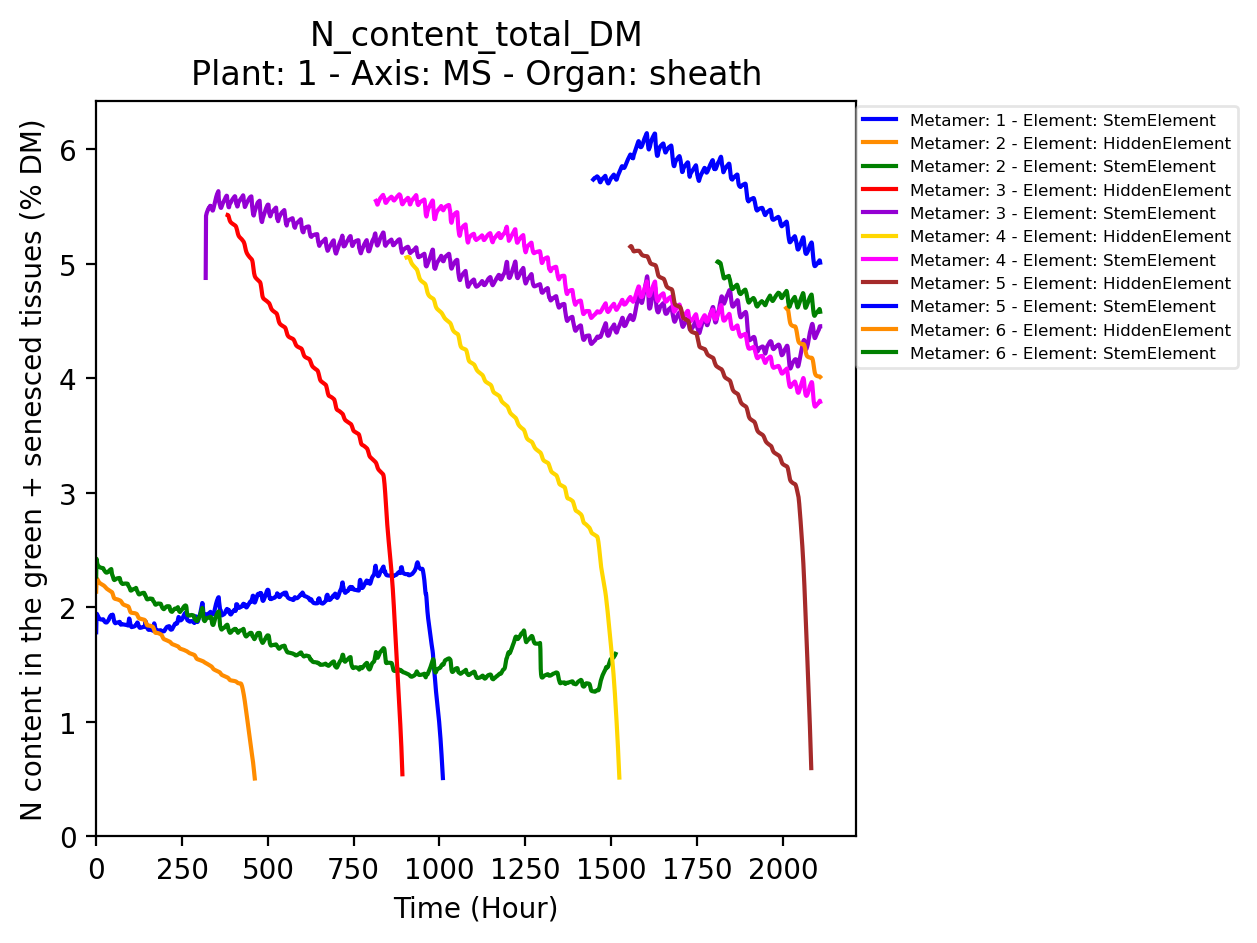 N_content_total_DM
Plant: 1 - Axis: MS - Organ: sheath
N content in the green + senesced tissues (% DM)
6
5
4
3
2
1
0
0 250 500 750 1000 1250 1500 1750 2000
Time (Hour)
Metamer: 1 - Element: StemElement
Metamer: 2 - Element: HiddenElement
Metamer: 2 - Element: StemElement
Metamer: 3 - Element: HiddenElement
Metamer: 3 - Element: StemElement
Metamer: 4 - Element: HiddenElement
Metamer: 4 - Element: StemElement
Metamer: 5 - Element: HiddenElement
Metamer: 5 - Element: StemElement
Metamer: 6 - Element: HiddenElement
Metamer: 6 - Element: StemElement